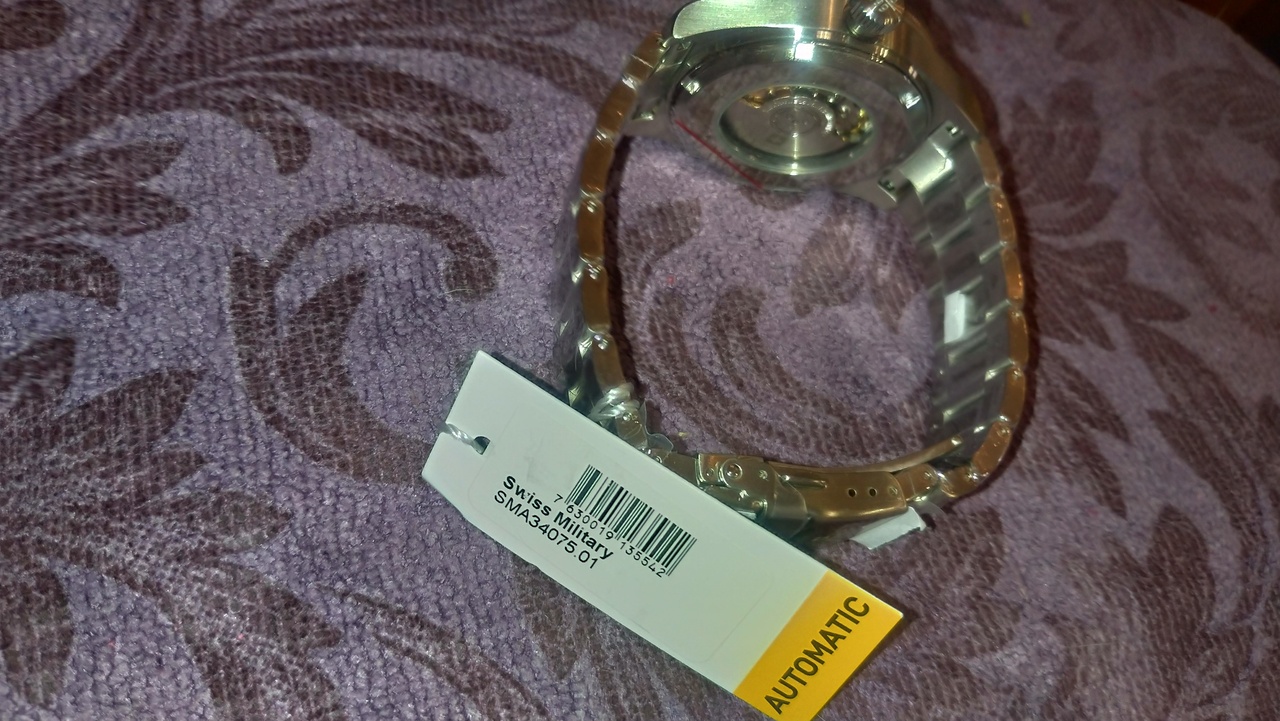 7 630019 135542
Swiss Military
SMA34075.01
AUTOMATIC